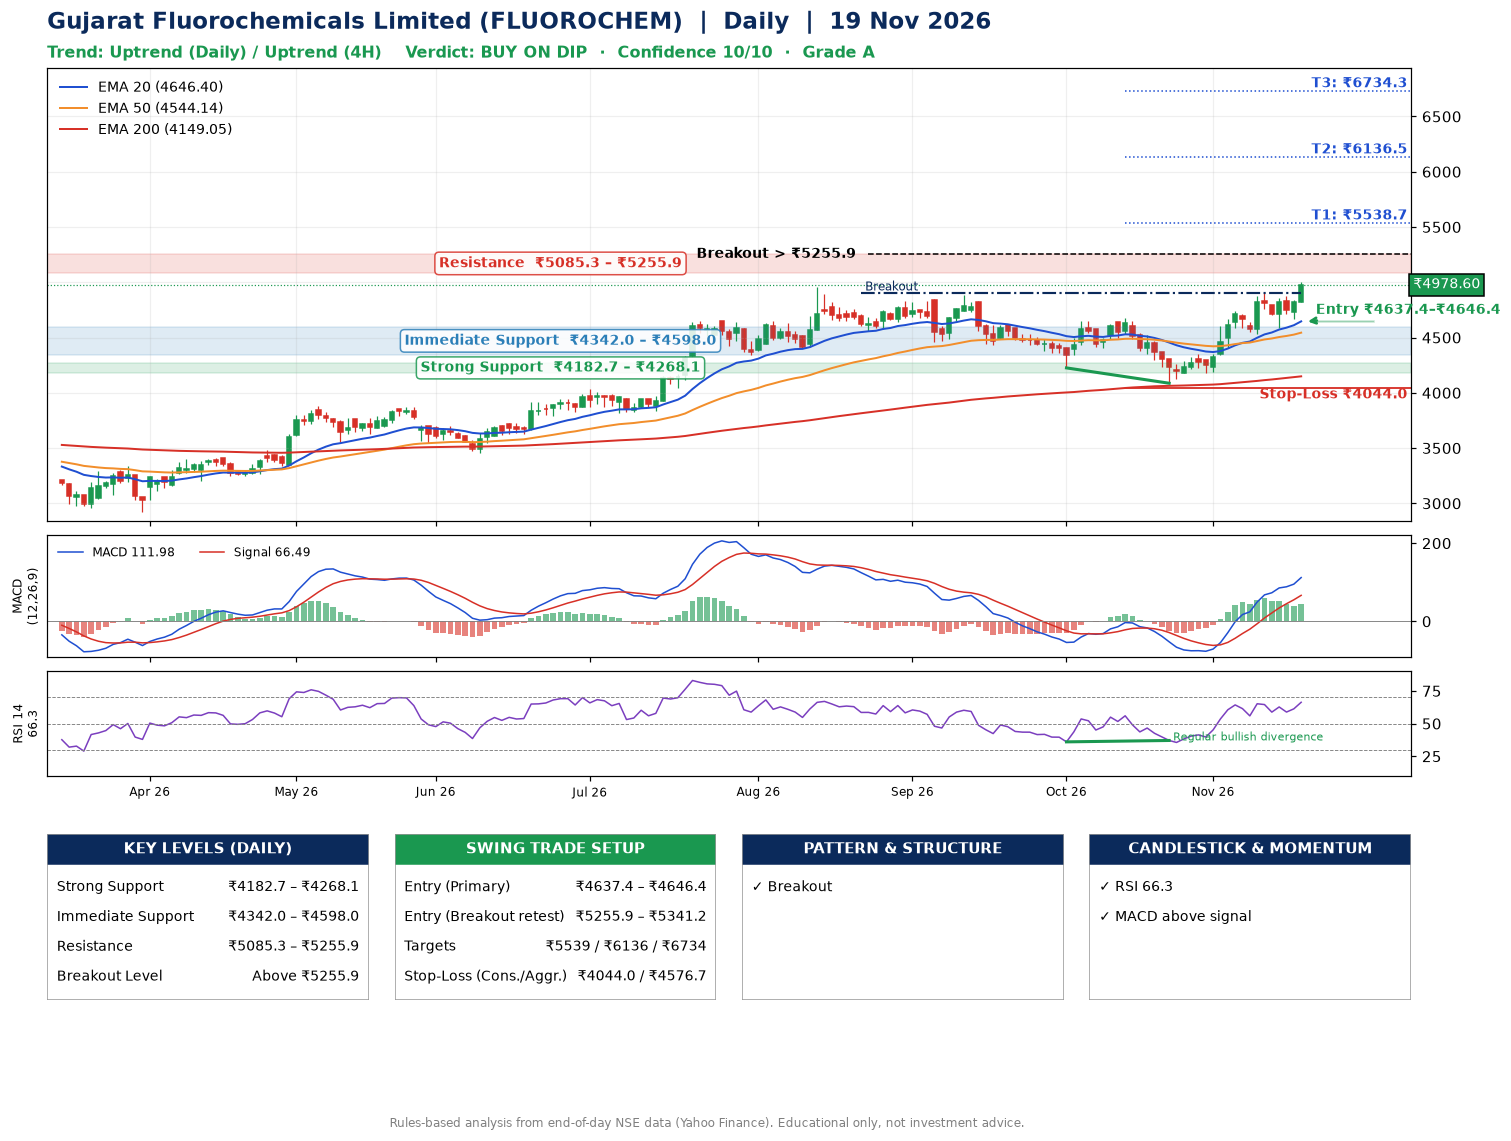 Gujarat Fluorochemicals Limited (FLUOROCHEM) | Daily | 19 Nov 2026
Trend: Uptrend (Daily) / Uptrend (4H) Verdict: BUY ON DIP · Confidence 10/10 · Grade A
EMA 20 (4646.40)
EMA 50 (4544.14)
EMA 200 (4149.05)
T3: ₹6734.3
T2: ₹6136.5
T1: ₹5538.7
Breakout > ₹5255.9
Resistance ₹5085.3 – ₹5255.9
Breakout
₹4978.60
Entry ₹4637.4–₹4646.4
Immediate Support ₹4342.0 – ₹4598.0
Strong Support ₹4182.7 – ₹4268.1
Stop-Loss ₹4044.0
6500
6000
5500
4500
4000
3500
3000
MACD 111.98
Signal 66.49
MACD
(12,26,9)
200
0
RSI 14
66.3
75
50
25
Regular bullish divergence
Apr 26
May 26
Jun 26
Jul 26
Aug 26
Sep 26
Oct 26
Nov 26
KEY LEVELS (DAILY)
Strong Support ₹4182.7 – ₹4268.1
Immediate Support ₹4342.0 – ₹4598.0
Resistance ₹5085.3 – ₹5255.9
Breakout Level Above ₹5255.9
SWING TRADE SETUP
Entry (Primary) ₹4637.4 – ₹4646.4
Entry (Breakout retest) ₹5255.9 – ₹5341.2
Targets ₹5539 / ₹6136 / ₹6734
Stop-Loss (Cons./Aggr.) ₹4044.0 / ₹4576.7
PATTERN & STRUCTURE
✓ Breakout
CANDLESTICK & MOMENTUM
✓ RSI 66.3
✓ MACD above signal
Rules-based analysis from end-of-day NSE data (Yahoo Finance). Educational only, not investment advice.